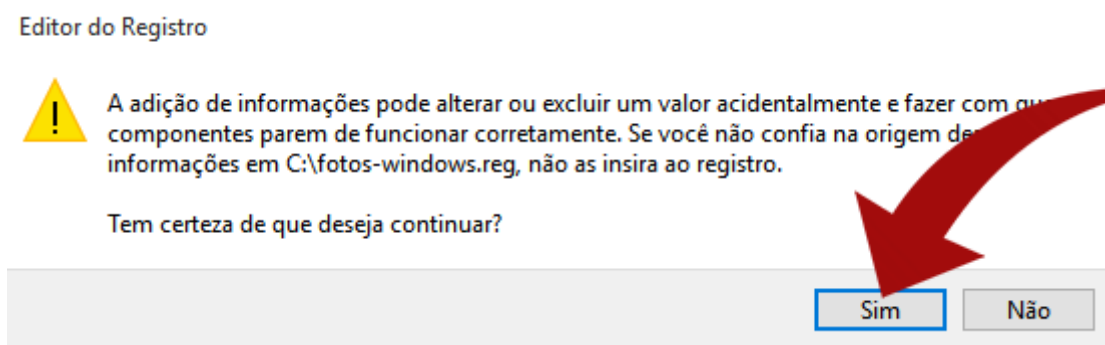 Editor do Registro
A adição de informações pode alterar ou excluir um valor acidentalmente e fazer com
componentes parem de funcionar corretamente. Se você não confia na origem
informações em C:\fotos-windows.reg, não as insira ao registro.
Tem certeza de que deseja continuar?
Sim
Não